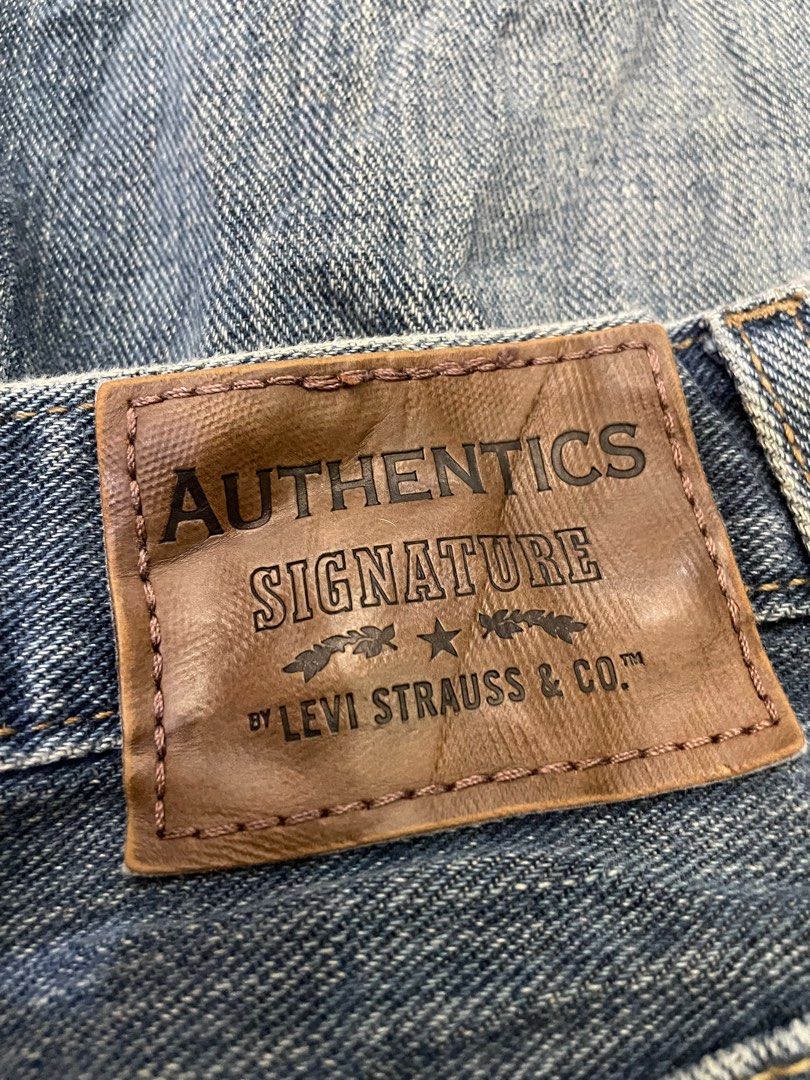 AUTHENTICS
SIGNATURE
BY LEVI STRAUSS & CO.™